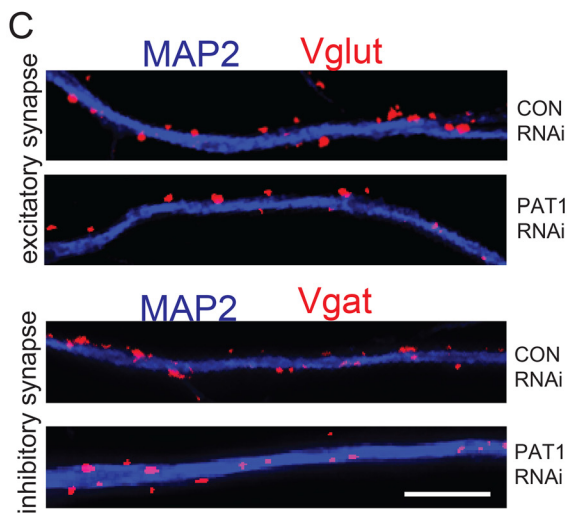 C
MAP2 Vglut
excitatory synapse
CON
RNAi
PAT1
RNAi
MAP2 Vgat
inhibitory synapse
CON
RNAi
PAT1
RNAi